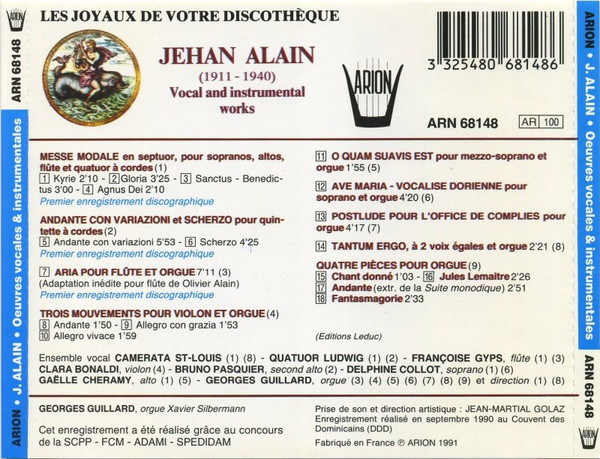 LES JOYAUX DE VOTRE DISCOTHÈQUE
JEHAN ALAIN
(1911 - 1940)
Vocal and instrumental
works
ARION
3 325480 681486
ARN 68148
AR 100
MESSE MODALE en septuor, pour sopranos, altos,
flûte et quatuor à cordes (1)
1 Kyrie 2'10 - 2 Gloria 3'25 - 3 Sanctus - Benedic-
tus 3'00 - 4 Agnus Dei 2'10
Premier enregistrement discographique
ANDANTE CON VARIAZIONI et SCHERZO pour quin-
tette à cordes (2)
5 Andante con variazioni 5'53 - 6 Scherzo 4'25
Premier enregistrement discographique
7 ARIA POUR FLÛTE ET ORGUE 7'11 (3)
(Adaptation inédite pour flûte de Olivier Alain)
Premier enregistrement discographique
TROIS MOUVEMENTS POUR VIOLON ET ORGUE (4)
8 Andante 1'50 - 9 Allegro con grazia 1'53
10 Allegro vivace 1'59
11 O QUAM SUAVIS EST pour mezzo-soprano et
orgue 1'55 (5)
12 AVE MARIA - VOCALISE DORIENNE pour
soprano et orgue 4'20 (6)
13 POSTLUDE POUR L'OFFICE DE COMPLIES pour
orgue 4'17 (7)
14 TANTUM ERGO, à 2 voix égales et orgue 2'21 (8)
QUATRE PIÈCES POUR ORGUE (9)
15 Chant donné 1'03 - 16 Jules Lemaitre 2'26
17 Andante (extr. de la Suite monodique) 2'51
18 Fantasmagorie 2'33
(Editions Leduc)
Ensemble vocal CAMERATA ST-LOUIS (1) (8) - QUATUOR LUDWIG (1) (2) - FRANÇOISE GYPS, flûte (1) (3)
CLARA BONALDI, violon (4) - BRUNO PASQUIER, second alto (2) - DELPHINE COLLOT, soprano (1) (6)
GAËLLE CHERAMY, alto (1) (5) - GEORGES GUILLARD, orgue (3) (4) (5) (6) (7) (8) (9) et direction (1) (8)
GEORGES GUILLARD, orgue Xavier Silbermann
Cet enregistrement a été réalisé grâce au concours
de la SCPP - FCM - ADAMI - SPEDIDAM
Prise de son et direction artistique : JEAN-MARTIAL GOLAZ
Enregistrement réalisé en septembre 1990 au Couvent des
Dominicains (DDD)
Fabriqué en France ℗ ARION 1991
ARION • J. ALAIN • Oeuvres vocales & instrumentales
ARN 68148
ARION • J. ALAIN • Oeuvres vocales & instrumentales
ARN 68148